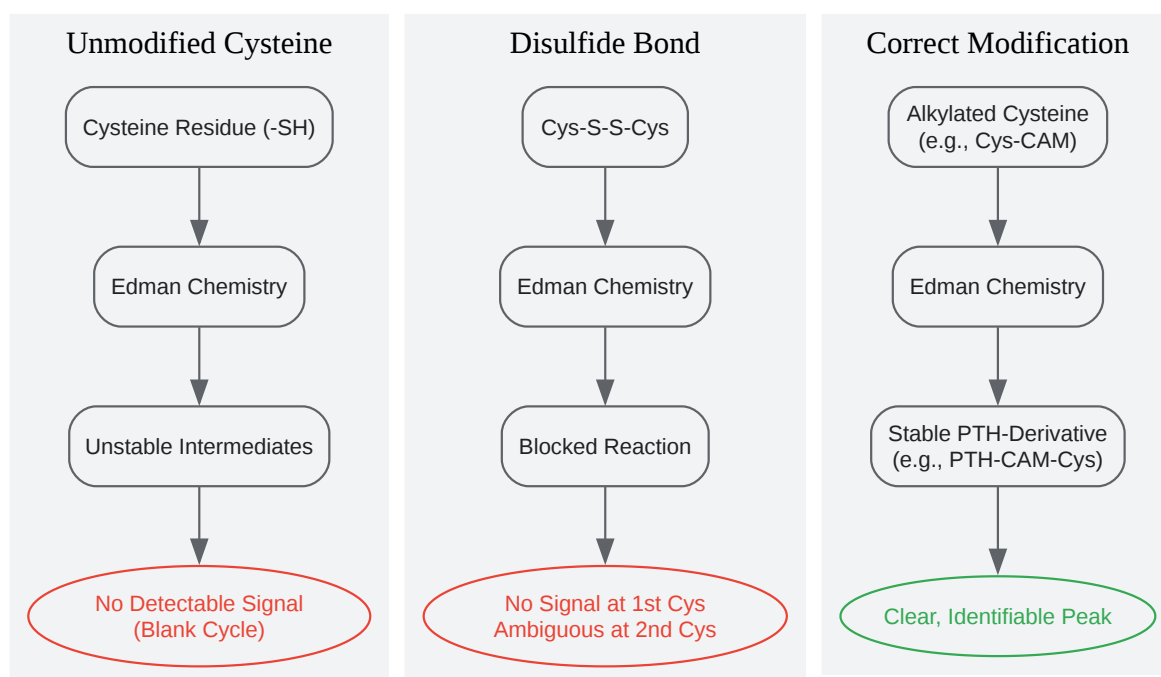 Unmodified Cysteine
Cysteine Residue (-SH)
Edman Chemistry
Unstable Intermediates
No Detectable Signal
(Blank Cycle)
Disulfide Bond
Cys-S-S-Cys
Edman Chemistry
Blocked Reaction
No Signal at 1st Cys
Ambiguous at 2nd Cys
Correct Modification
Alkylated Cysteine
(e.g., Cys-CAM)
Edman Chemistry
Stable PTH-Derivative
(e.g., PTH-CAM-Cys)
Clear, Identifiable Peak